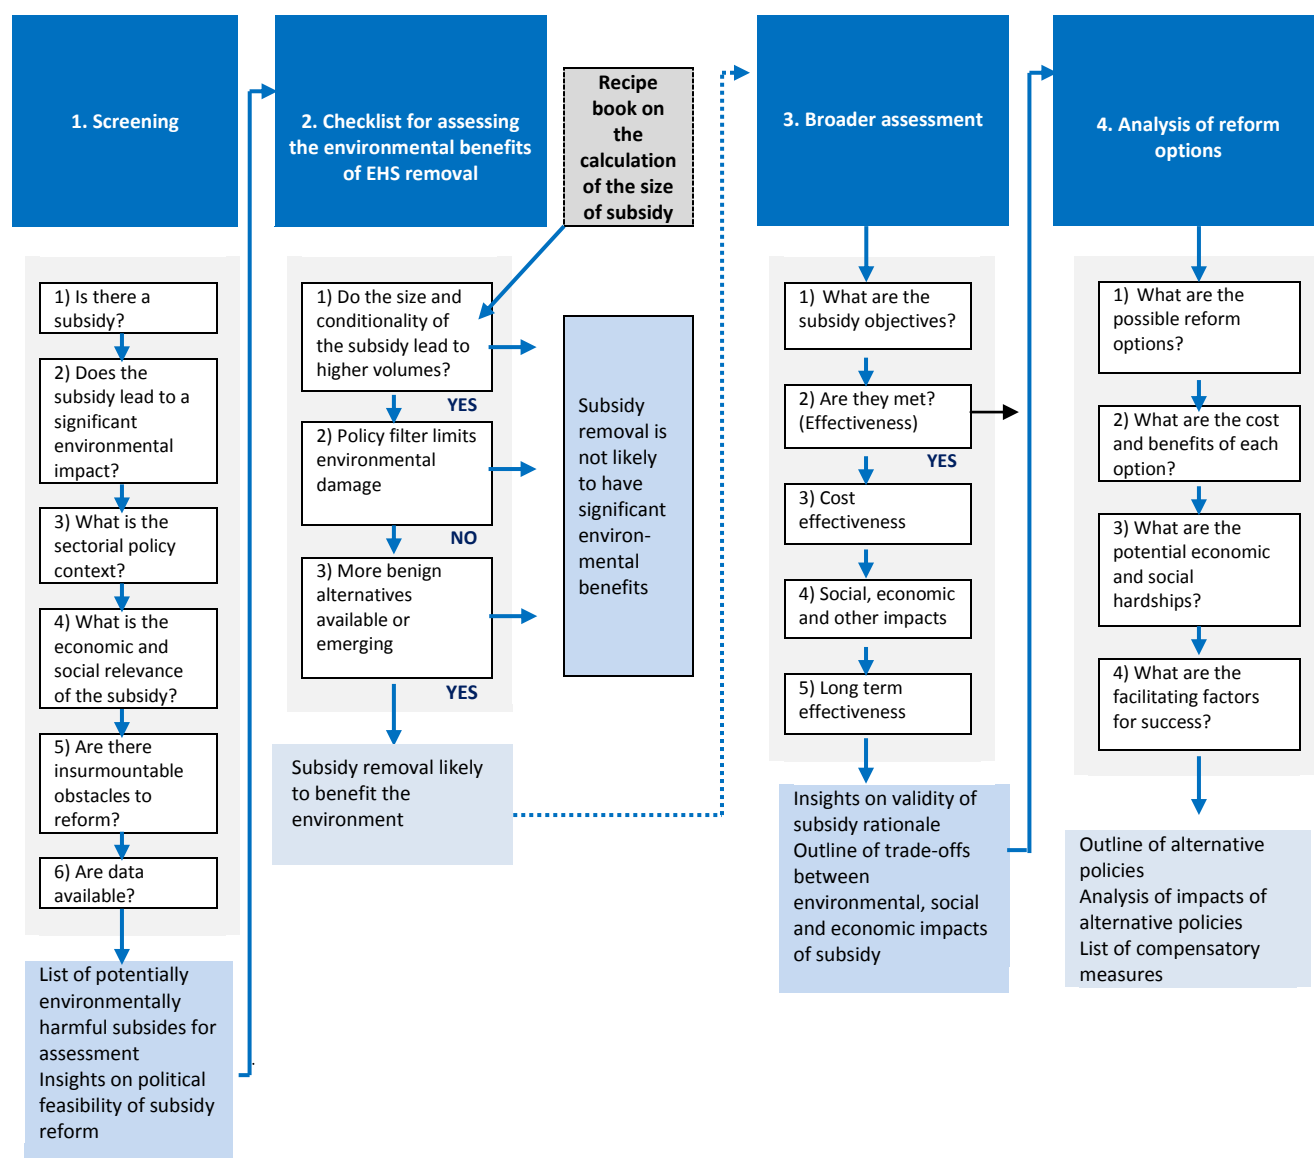 1. Screening
1) Is there a
subsidy?
2) Does the
subsidy lead to a
significant
environmental
impact?
3) What is the
sectorial policy
context?
4) What is the
economic and
social relevance
of the subsidy?
5) Are there
insurmountable
obstacles to
reform?
6) Are data
available?
List of potentially
environmentally
harmful subsides for
assessment
Insights on political
feasibility of subsidy
reform
2. Checklist for assessing
the environmental benefits
of EHS removal
Recipe
book on
the
calculation
of the size
of subsidy
1) Do the size and
conditionality of
the subsidy lead to
higher volumes?
YES
2) Policy filter limits
environmental
damage
NO
3) More benign
alternatives
available or
emerging
YES
Subsidy
removal is
not likely
to have
significant
environ-
mental
benefits
Subsidy removal likely
to benefit the
environment
3. Broader assessment
1) What are the
subsidy objectives?
2) Are they met?
(Effectiveness)
YES
3) Cost
effectiveness
4) Social, economic
and other impacts
5) Long term
effectiveness
Insights on validity of
subsidy rationale
Outline of trade-offs
between
environmental, social
and economic impacts
of subsidy
4. Analysis of reform
options
1) What are the
possible reform
options?
2) What are the cost
and benefits of each
option?
3) What are the
potential economic
and social
hardships?
4) What are the
facilitating factors
for success?
Outline of alternative
policies
Analysis of impacts of
alternative policies
List of compensatory
measures